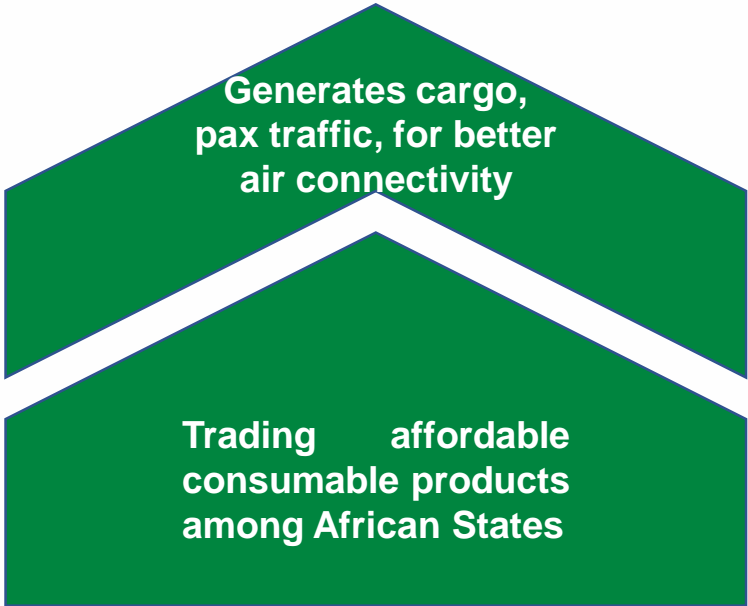 Generates cargo,
pax traffic, for better
air connectivity
Trading affordable
consumable products
among African States